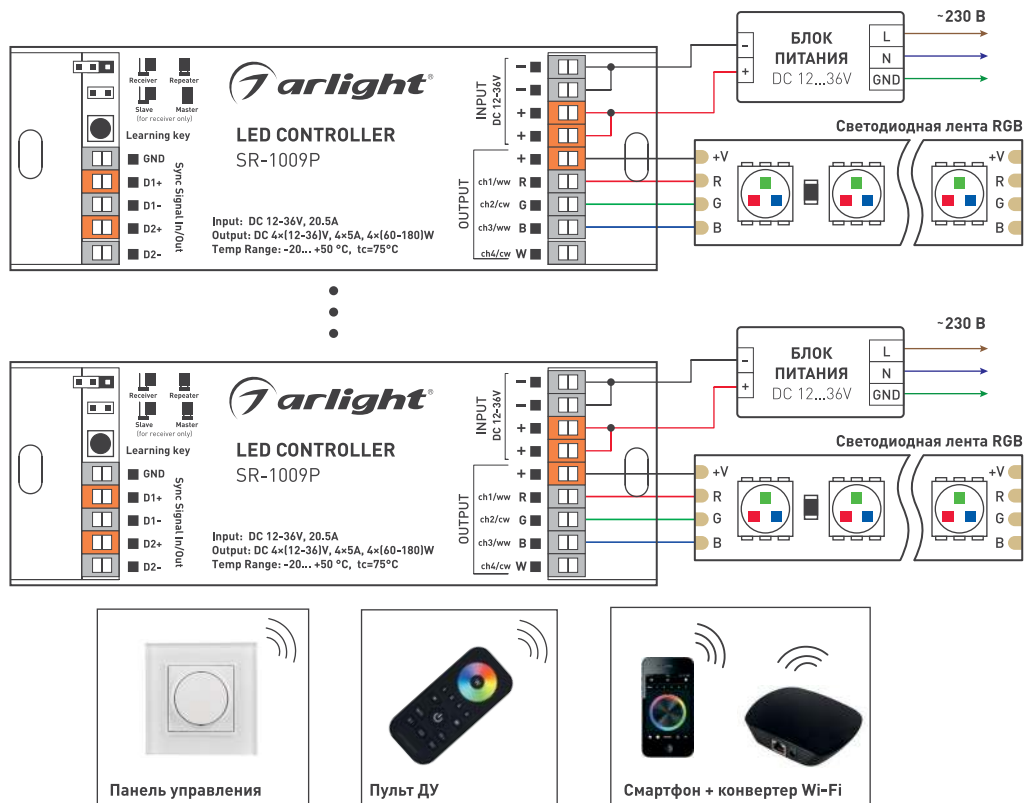 ~230 В
БЛОК ПИТАНИЯ
DC 12...36V
−
+
L
N
GND
Receiver
Repeater
Slave
(for receiver only)
Master
Learning key
arlight®
LED CONTROLLER
SR-1009P
INPUT
DC 12-36V
−
−
+
+
OUTPUT
+
ch1/ww R
ch2/cw G
ch3/ww B
ch4/cw W
GND
D1+
D1-
D2+
D2-
Sync Signal In/Out
Input: DC 12-36V, 20.5A
Output: DC 4×(12-36)V, 4×5A, 4×(60-180)W
Temp Range: -20... +50 °C, tc=75°C
Светодиодная лента RGB
+V
R
G
B
+V
R
G
B
~230 В
БЛОК ПИТАНИЯ
DC 12...36V
−
+
L
N
GND
Receiver
Repeater
Slave
(for receiver only)
Master
Learning key
arlight®
LED CONTROLLER
SR-1009P
INPUT
DC 12-36V
−
−
+
+
OUTPUT
+
ch1/ww R
ch2/cw G
ch3/ww B
ch4/cw W
GND
D1+
D1-
D2+
D2-
Sync Signal In/Out
Input: DC 12-36V, 20.5A
Output: DC 4×(12-36)V, 4×5A, 4×(60-180)W
Temp Range: -20... +50 °C, tc=75°C
Светодиодная лента RGB
+V
R
G
B
+V
R
G
B
Панель управления
Пульт ДУ
Смартфон + конвертер Wi-Fi